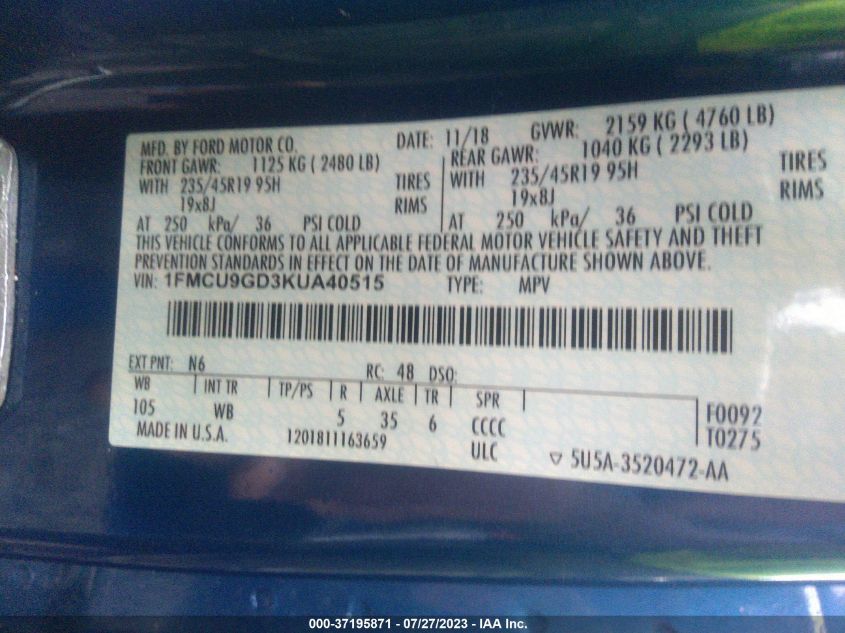 MFD. BY FORD MOTOR CO. DATE: 11/18 GVWR: 2159 KG ( 4760 LB)
FRONT GAWR: 1125 KG ( 2480 LB) REAR GAWR: 1040 KG ( 2293 LB)
WITH 235/45R19 95H TIRES WITH 235/45R19 95H TIRES
19x8J RIMS 19x8J RIMS
AT 250 kPa/ 36 PSI COLD AT 250 kPa/ 36 PSI COLD
THIS VEHICLE CONFORMS TO ALL APPLICABLE FEDERAL MOTOR VEHICLE SAFETY AND THEFT
PREVENTION STANDARDS IN EFFECT ON THE DATE OF MANUFACTURE SHOWN ABOVE.
VIN: 1FMCU9GD3KUA40515 TYPE: MPV
EXT PNT: N6 RC: 48 DSO:
WB INT TR TP/PS R AXLE TR SPR
105 WB 5 35 6 CCCC F0092
MADE IN U.S.A. 1201811163659 ULC T0275
5U5A-3520472-AA
000-37195871 / 07/27/2023 - IAA Inc.